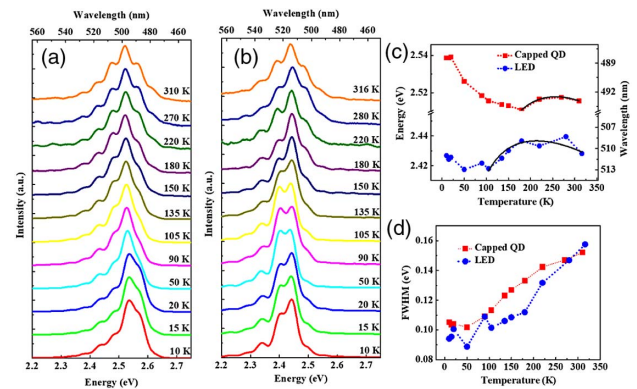 Wavelength (nm)
560 540 520 500 480 460
(a)
310 K
270 K
220 K
180 K
150 K
135 K
105 K
90 K
50 K
20 K
15 K
10 K
Intensity (a.u.)
2.2 2.3 2.4 2.5 2.6 2.7
Energy (eV)
Wavelength (nm)
560 540 520 500 480 460
(b)
316 K
280 K
220 K
180 K
150 K
135 K
105 K
90 K
50 K
20 K
15 K
10 K
Intensity (a.u.)
2.2 2.3 2.4 2.5 2.6 2.7
Energy (eV)
(c)
Capped QD
LED
2.54
2.52
2.44
2.42
Energy (eV)
489
492
507
510
513
Wavelength (nm)
0 50 100 150 200 250 300 350
Temperature (K)
(d)
Capped QD
LED
0.16
0.14
0.12
0.10
0.08
FWHM (eV)
0 50 100 150 200 250 300 350
Temperature (K)